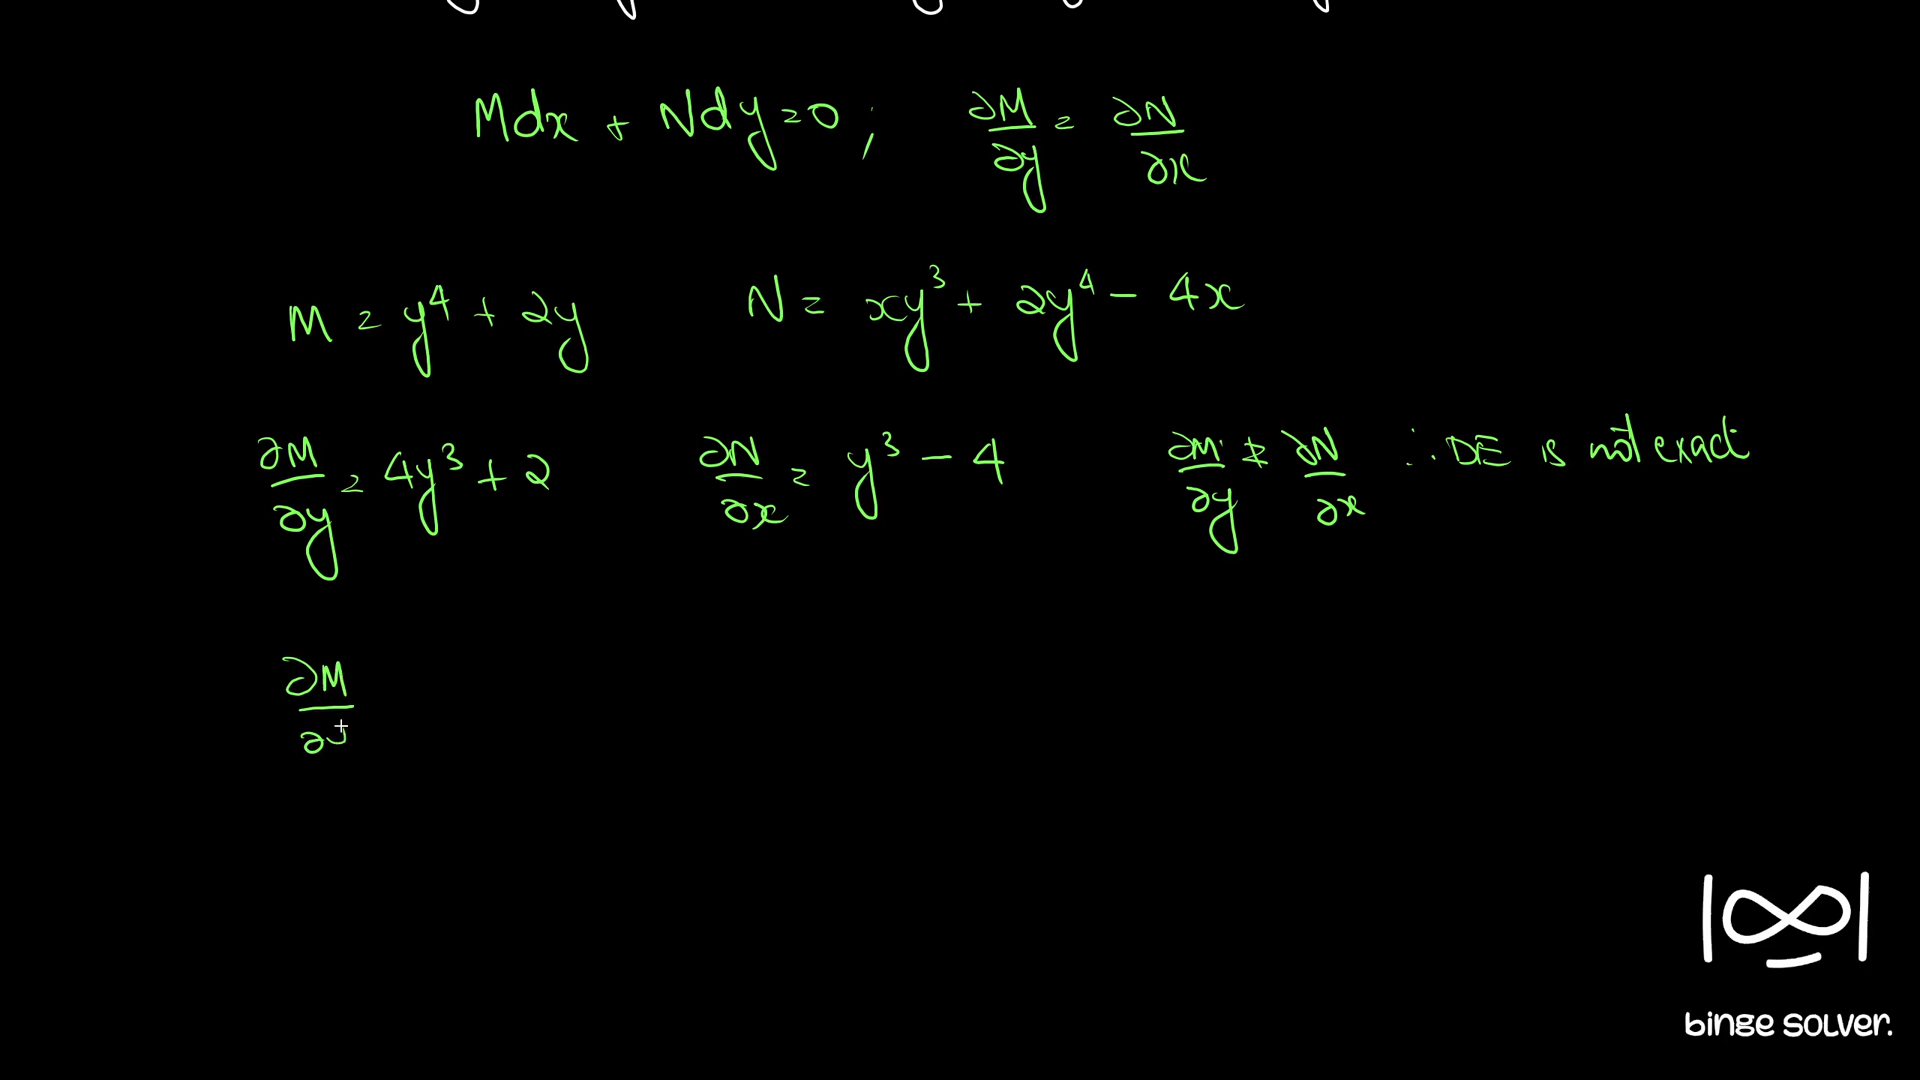 Mdx + Ndy = 0 ; ∂M/∂y = ∂N/∂x
M = y⁴ + 2y N = xy³ + 2y⁴ - 4x
∂M/∂y = 4y³ + 2 ∂N/∂x = y³ - 4 ∂M/∂y ≠ ∂N/∂x ∴ DE is not exact
∂M
binge solver.